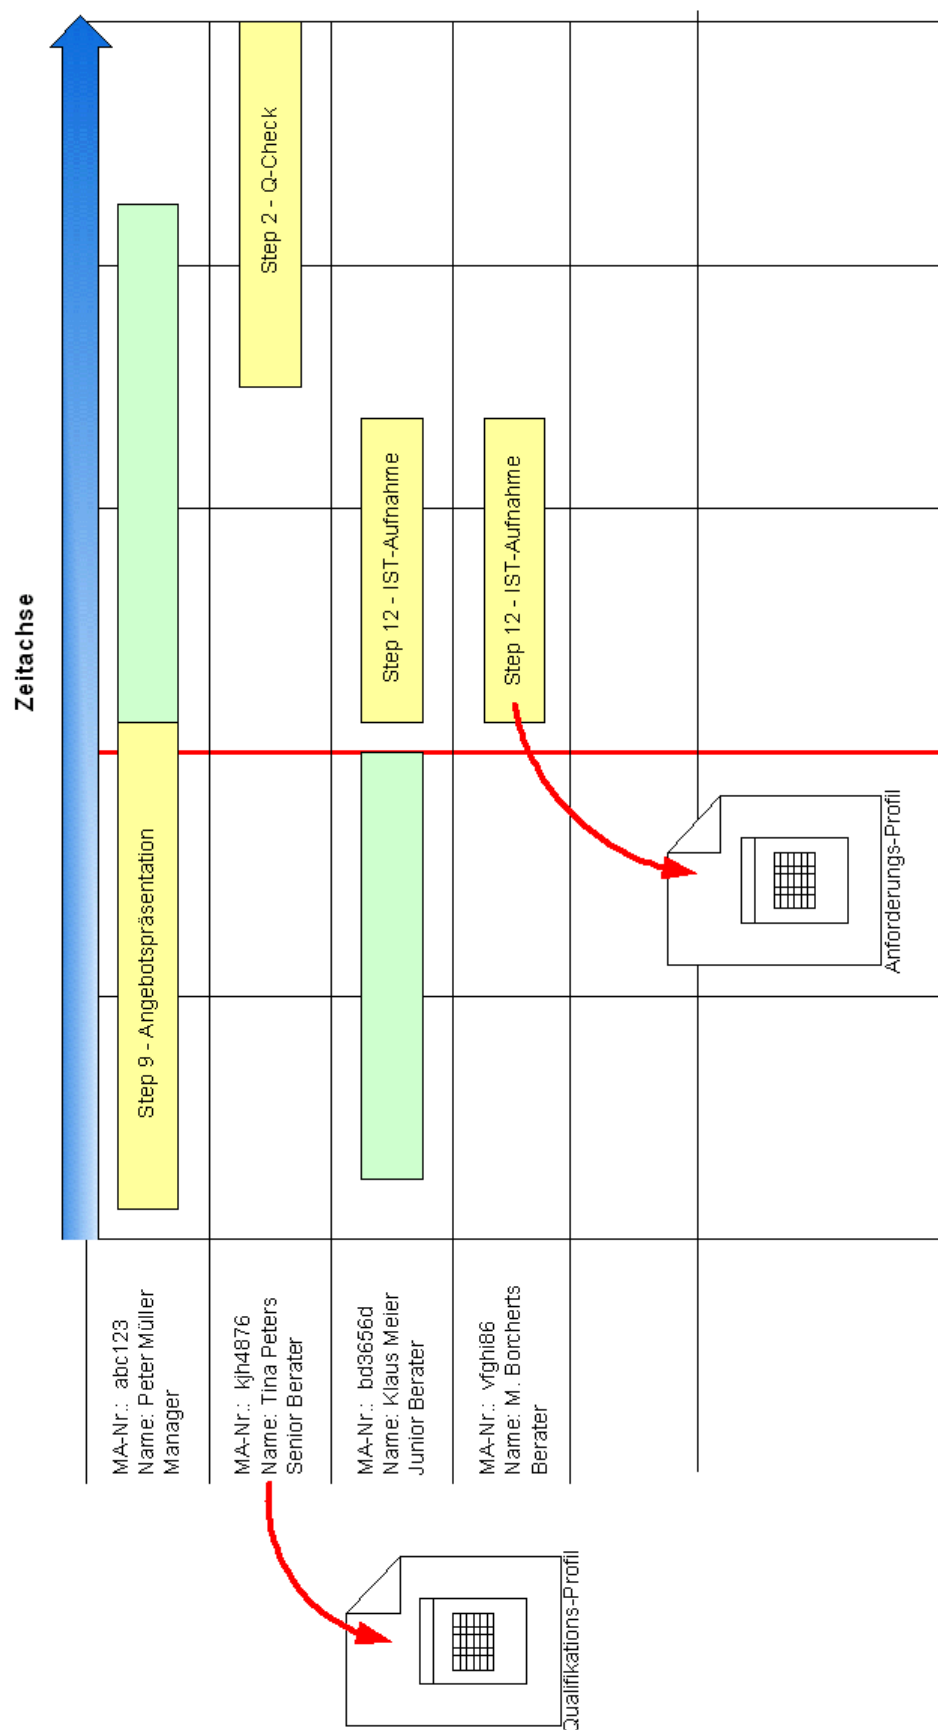 Zeitachse
MA-Nr.: abc123
Name: Peter Müller
Manager
Step 9 - Angebotspräsentation
MA-Nr.: kjh4876
Name: Tina Peters
Senior Berater
Step 2 - Q-Check
MA-Nr.: bd3656d
Name: Klaus Meier
Junior Berater
Step 12 - IST-Aufnahme
MA-Nr.: vfghi86
Name: M. Borcherts
Berater
Step 12 - IST-Aufnahme
Qualifikations-Profil
Anforderungs-Profil